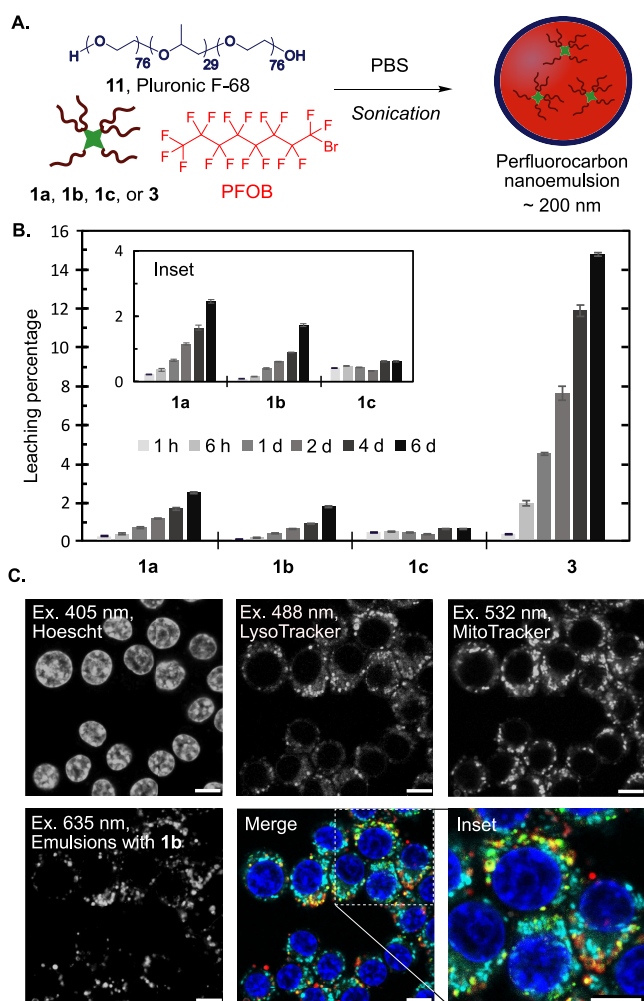 A.
H
O
O
O
OH
76
29
76
11, Pluronic F-68
PBS
Sonication
F F F F F F F F
F
F
Br
F F F F F F F
1a, 1b, 1c, or 3
PFOB
Perfluorocarbon
nanoemulsion
~ 200 nm
B.
Leaching percentage
16
14
12
10
8
6
4
2
0
Inset
4
2
0
1a
1b
1c
1 h
6 h
1 d
2 d
4 d
6 d
1a
1b
1c
3
C.
Ex. 405 nm,
Hoescht
Ex. 488 nm,
LysoTracker
Ex. 532 nm,
MitoTracker
Ex. 635 nm,
Emulsions with 1b
Merge
Inset